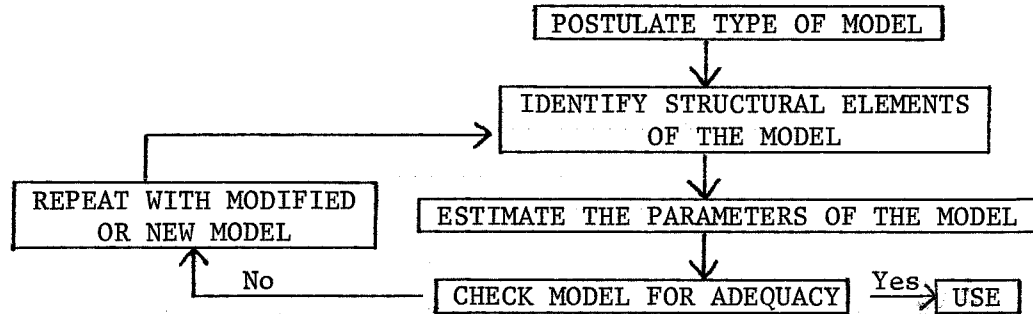 POSTULATE TYPE OF MODEL
IDENTIFY STRUCTURAL ELEMENTS
OF THE MODEL
REPEAT WITH MODIFIED
OR NEW MODEL
ESTIMATE THE PARAMETERS OF THE MODEL
No
CHECK MODEL FOR ADEQUACY
Yes
USE